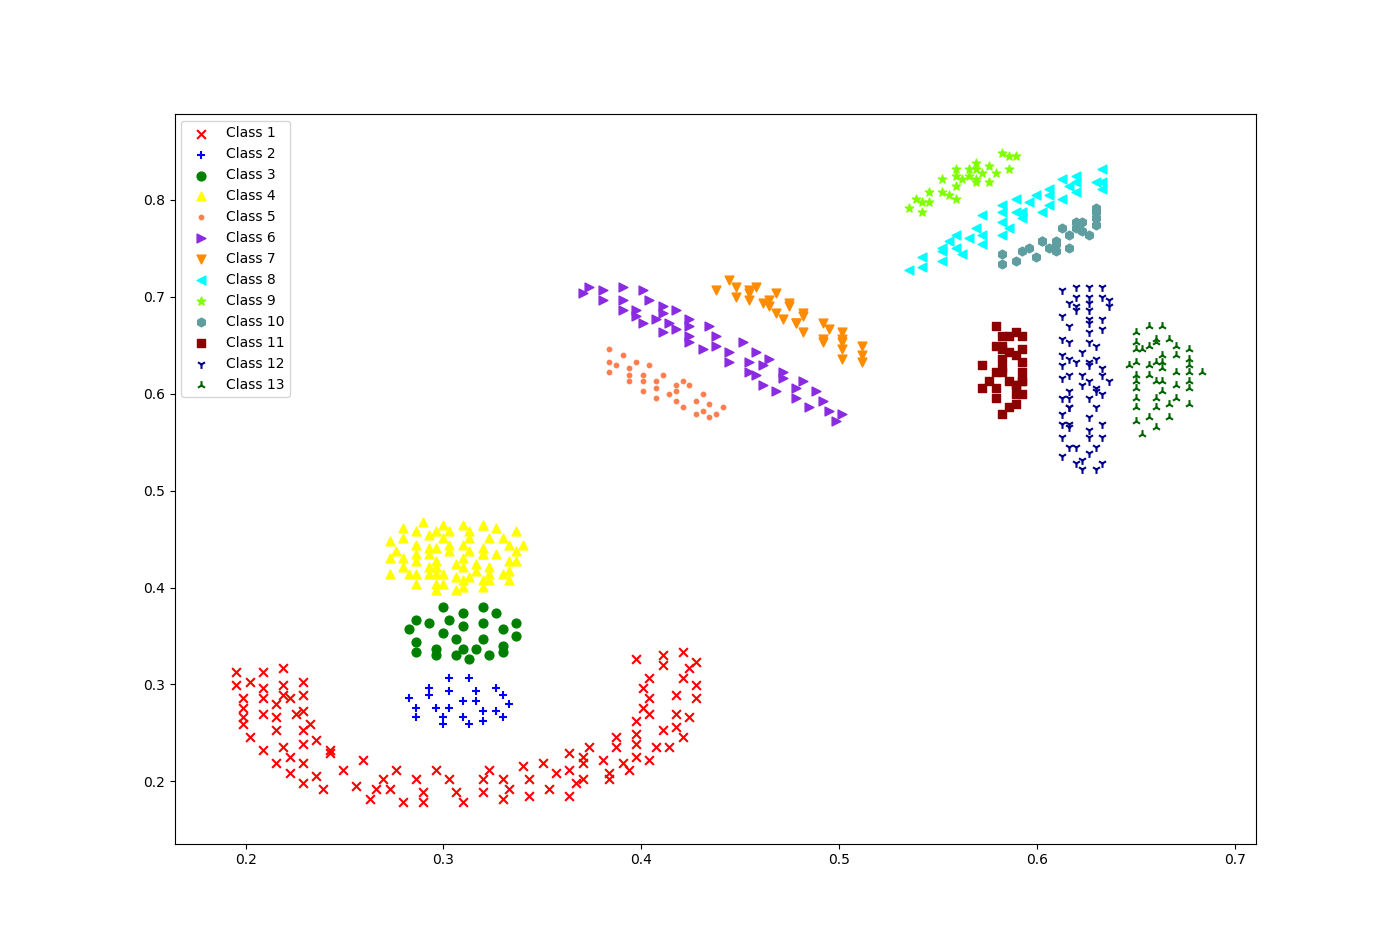 Class 1
Class 2
Class 3
Class 4
Class 5
Class 6
Class 7
Class 8
Class 9
Class 10
Class 11
Class 12
Class 13
0.8
0.7
0.6
0.5
0.4
0.3
0.2
0.2 0.3 0.4 0.5 0.6 0.7